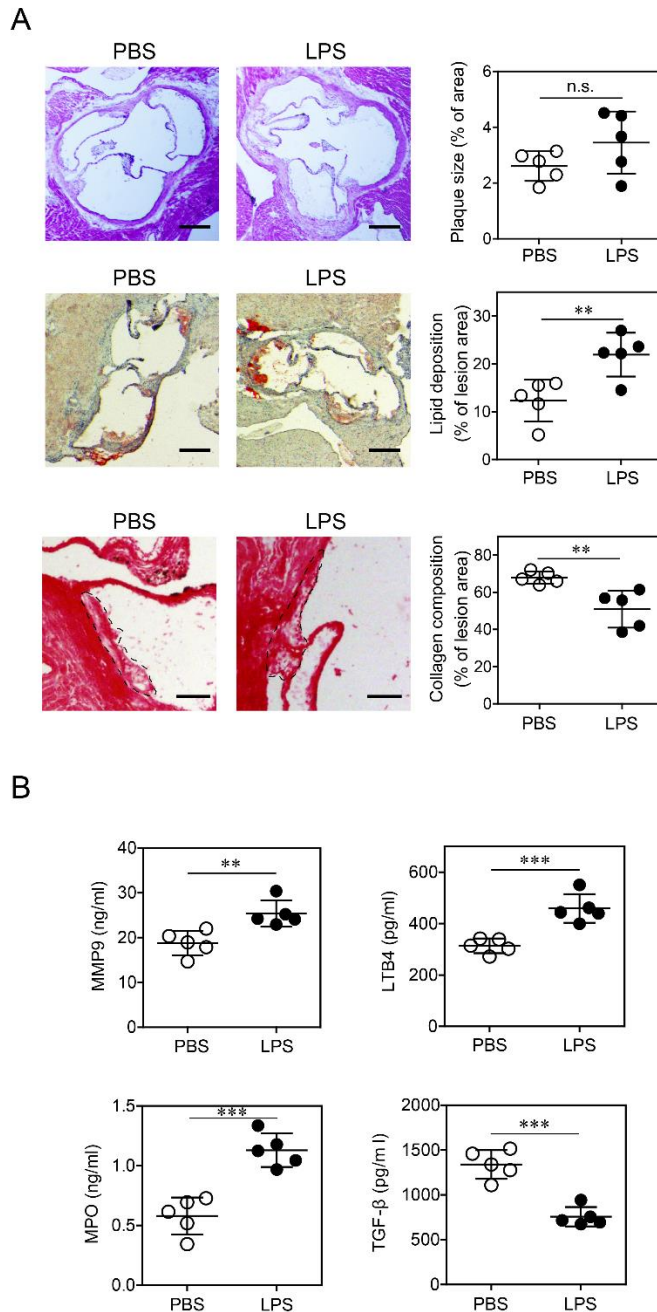 A
PBS
LPS
Plaque size (% of area)
6
4
2
0
n.s.
PBS
LPS
PBS
LPS
Lipid deposition
(% of lesion area)
30
20
10
0
**
PBS
LPS
PBS
LPS
Collagen composition
(% of lesion area)
80
60
40
20
0
**
PBS
LPS
B
MMP9 (ng/ml)
40
30
20
10
0
**
PBS
LPS
LTB4 (pg/ml)
600
400
200
0
***
PBS
LPS
MPO (ng/ml)
1.5
1.0
0.5
0.0
***
PBS
LPS
TGF-β (pg/m l)
2000
1500
1000
500
0
***
PBS
LPS